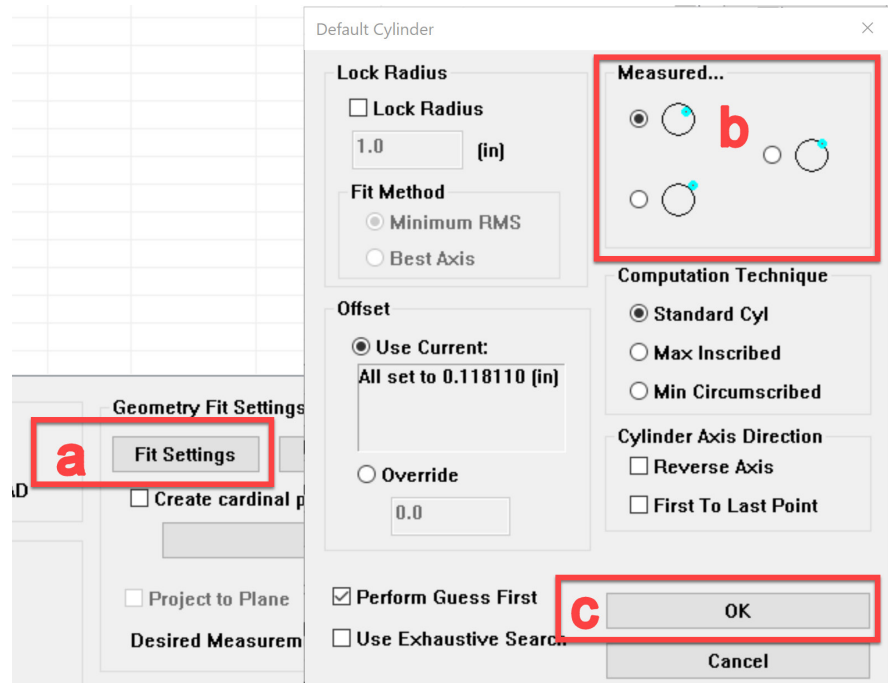 Default Cylinder
Lock Radius
Lock Radius
1.0
(in)
Fit Method
Minimum RMS
Best Axis
Measured...
b
Computation Technique
Standard Cyl
Max Inscribed
Min Circumscribed
Offset
Use Current:
All set to 0.118110 (in)
Override
0.0
Cylinder Axis Direction
Reverse Axis
First To Last Point
Perform Guess First
Use Exhaustive Search
c
OK
Cancel
Geometry Fit Settings
a
Fit Settings
Create cardinal
Project to Plane
Desired